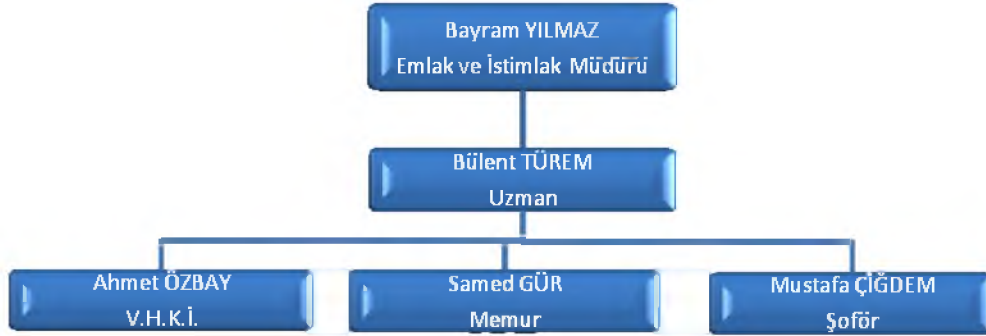 Bayram YILMAZ
Emlak ve İstimlak Müdürü
Bülent TÜREM
Uzman
Ahmet ÖZBAY
V.H.K.İ.
Samed GÜR
Memur
Mustafa ÇİĞDEM
Şoför